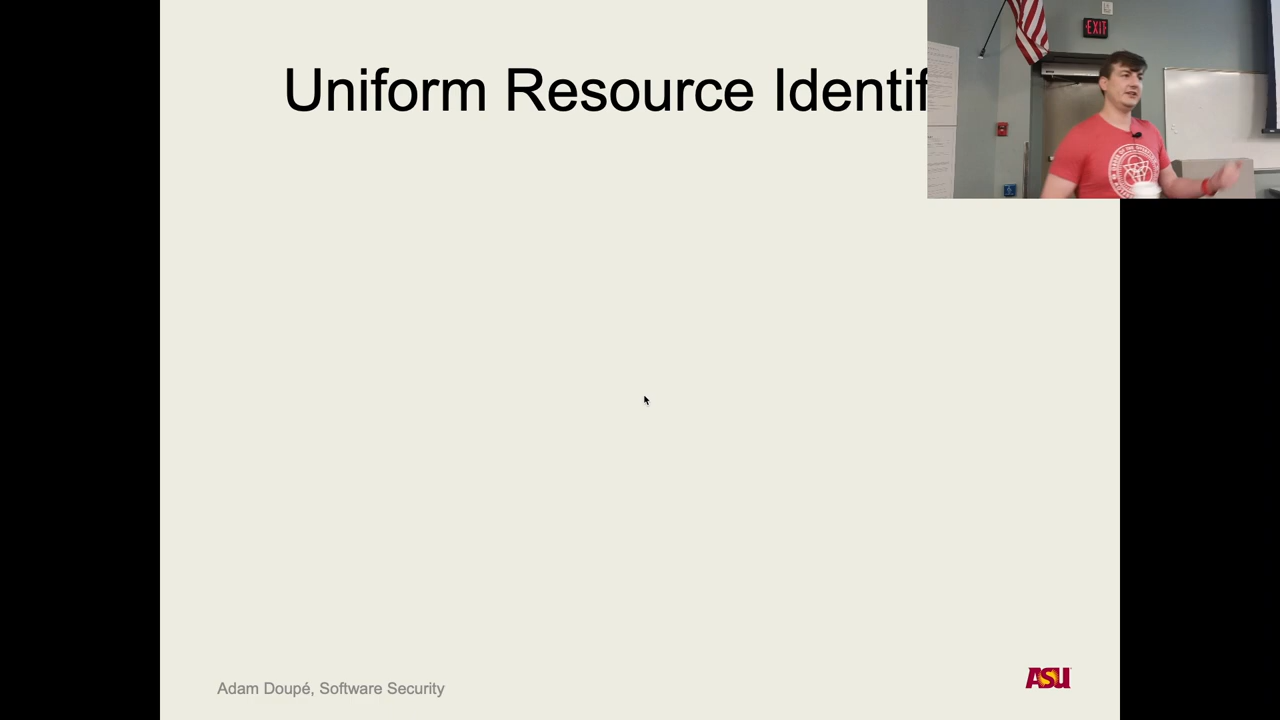 Uniform Resource Identif
EXIT
Adam Doupé, Software Security
ASU